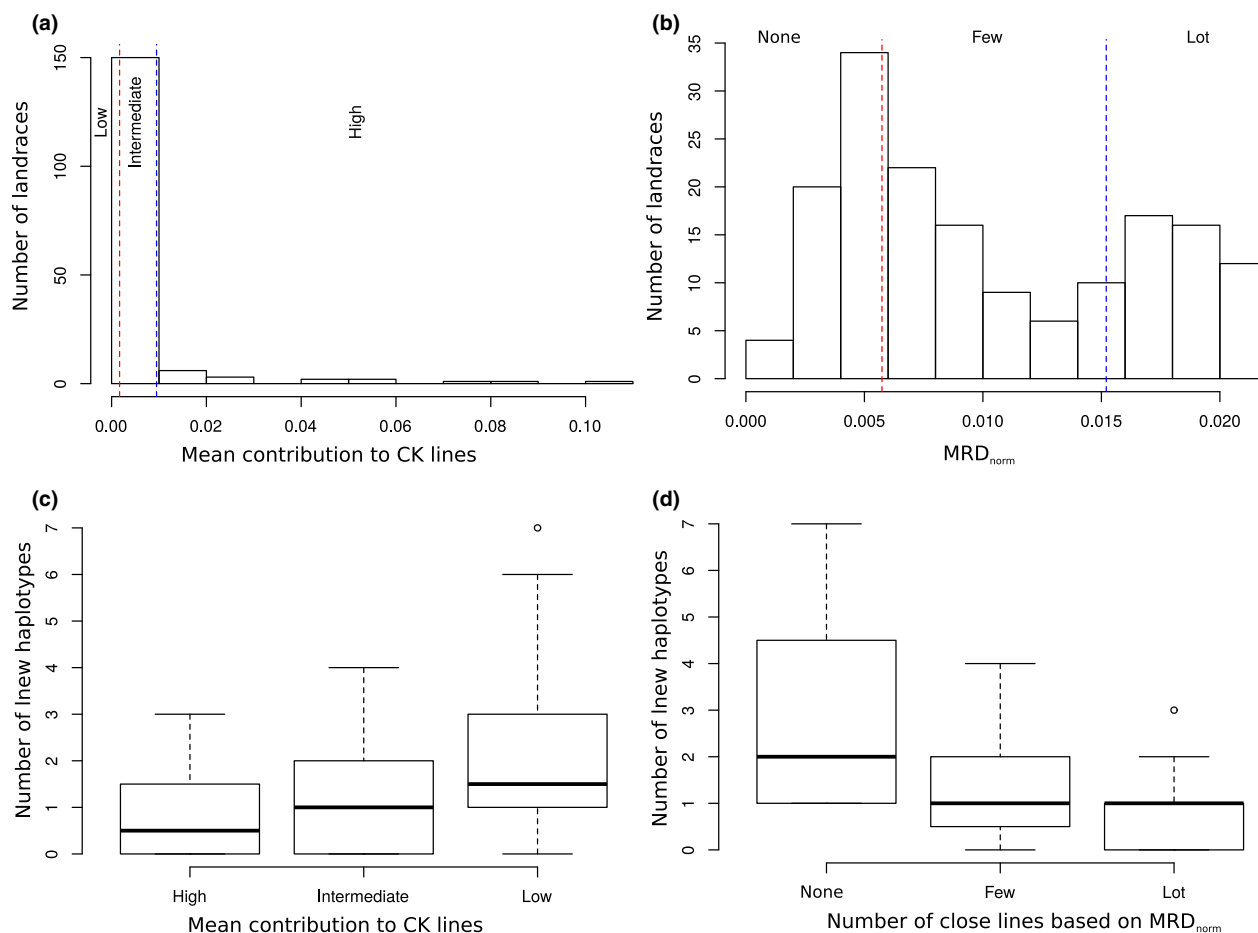 (a)
Number of landraces
0
50
100
150
Low
Intermediate
High
0.00
0.02
0.04
0.06
0.08
0.10
Mean contribution to CK lines
(b)
Number of landraces
0
5
10
15
20
25
30
35
None
Few
Lot
0.000
0.005
0.010
0.015
0.020
MRDnorm
(c)
Number of lnew haplotypes
0
1
2
3
4
5
6
7
High
Intermediate
Low
Mean contribution to CK lines
(d)
Number of lnew haplotypes
0
1
2
3
4
5
6
7
None
Few
Lot
Number of close lines based on MRDnorm